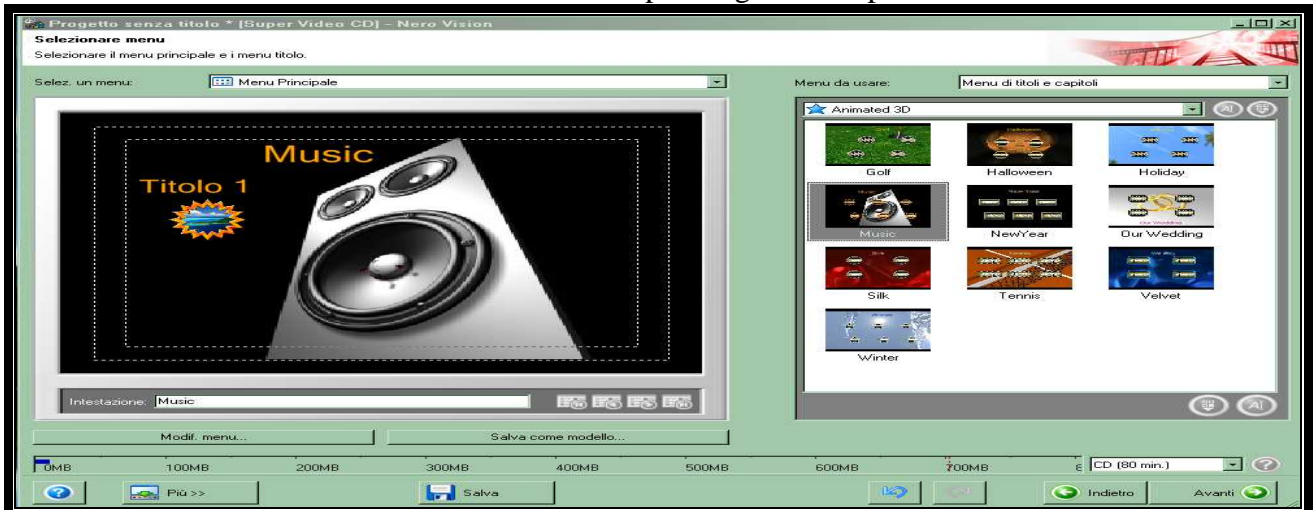 Progetto senza titolo * [Super Video CD] - Nero Vision
Selezionare menu
Selezionare il menu principale e i menu titolo.
Selez. un menu: Menu Principale
Menu da usare: Menu di titoli e capitoli
Animated 3D
Music
Titolo 1
Golf Halloween Holiday
Music NewYear Our Wedding
Silk Tennis Velvet
Winter
Intestazione: Music
Modif. menu... Salva come modello...
0MB 100MB 200MB 300MB 400MB 500MB 600MB 700MB CD (80 min.)
Più >> Salva Indietro Avanti